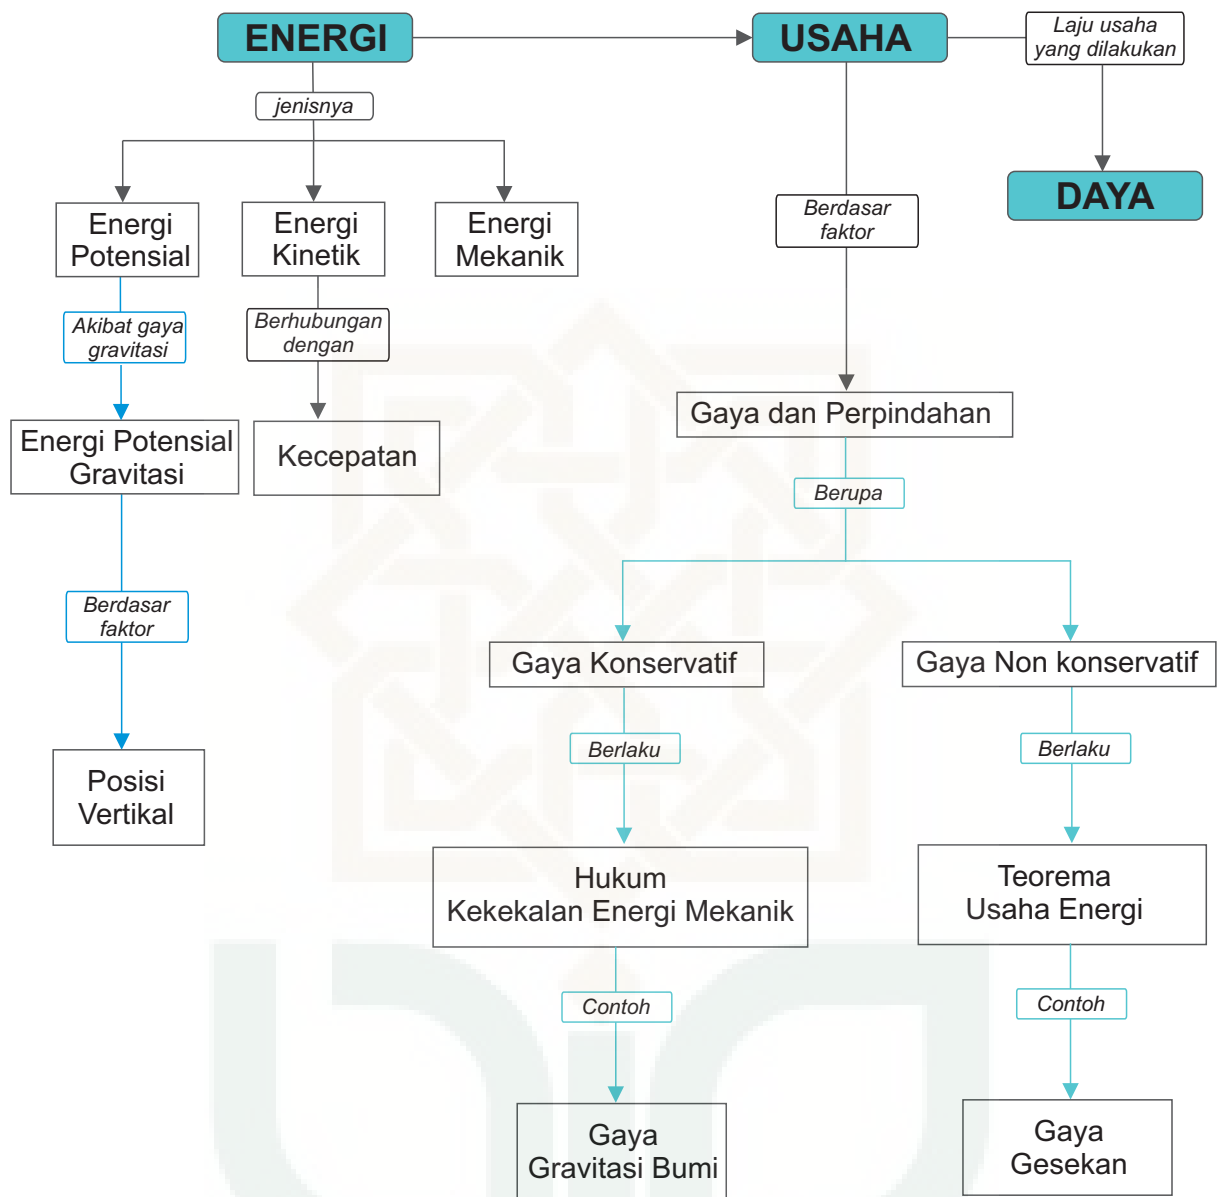 ENERGI
USAHA
Laju usaha
yang dilakukan
jenisnya
DAYA
Energi
Potensial
Energi
Kinetik
Energi
Mekanik
Berdasar
faktor
Akibat gaya
gravitasi
Berhubungan
dengan
Gaya dan Perpindahan
Energi Potensial
Gravitasi
Kecepatan
Berupa
Berdasar
faktor
Gaya Konservatif
Gaya Non konservatif
Berlaku
Berlaku
Posisi
Vertikal
Hukum
Kekekalan Energi Mekanik
Teorema
Usaha Energi
Contoh
Contoh
Gaya
Gravitasi Bumi
Gaya
Gesekan